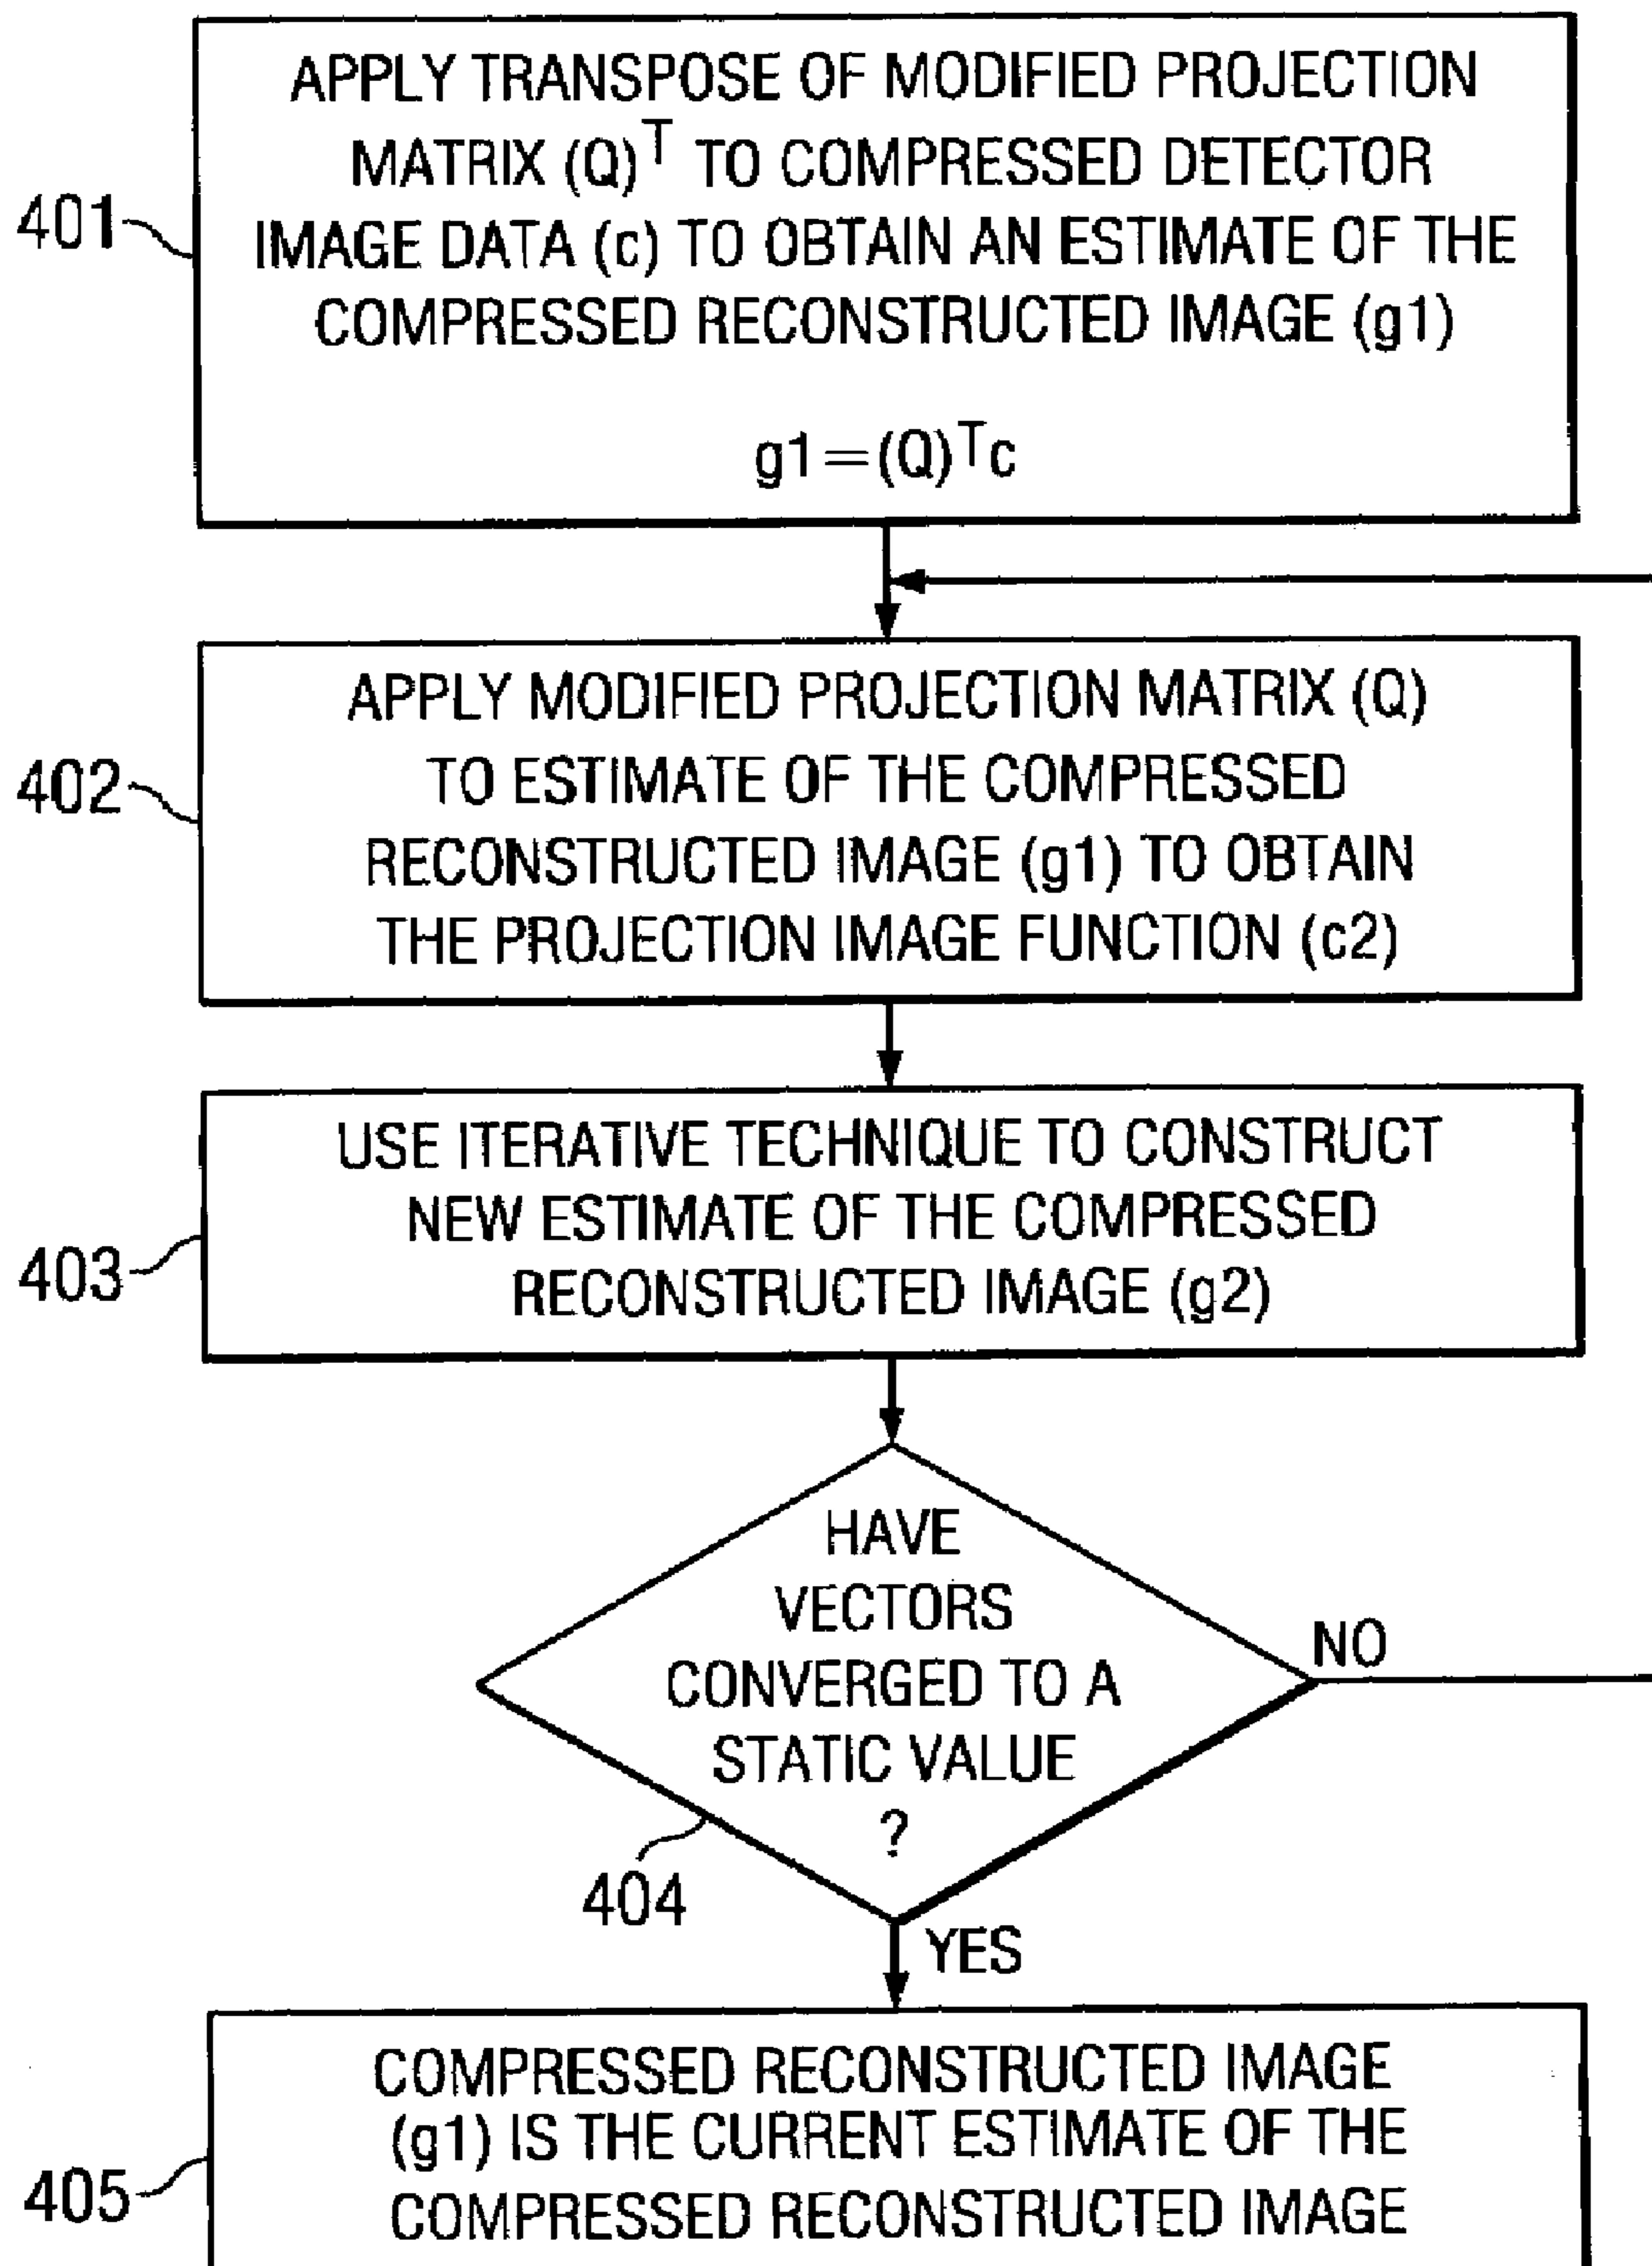 APPLY TRANSPOSE OF MODIFIED PROJECTION
MATRIX (Q)^T TO COMPRESSED DETECTOR
IMAGE DATA (c) TO OBTAIN AN ESTIMATE OF THE
COMPRESSED RECONSTRUCTED IMAGE (g1)
g1=(Q)^Tc
401
APPLY MODIFIED PROJECTION MATRIX (Q)
TO ESTIMATE OF THE COMPRESSED
RECONSTRUCTED IMAGE (g1) TO OBTAIN
THE PROJECTION IMAGE FUNCTION (c2)
402
USE ITERATIVE TECHNIQUE TO CONSTRUCT
NEW ESTIMATE OF THE COMPRESSED
RECONSTRUCTED IMAGE (g2)
403
HAVE
VECTORS
CONVERGED TO A
STATIC VALUE
?
NO
404
YES
COMPRESSED RECONSTRUCTED IMAGE
(g1) IS THE CURRENT ESTIMATE OF THE
COMPRESSED RECONSTRUCTED IMAGE
405